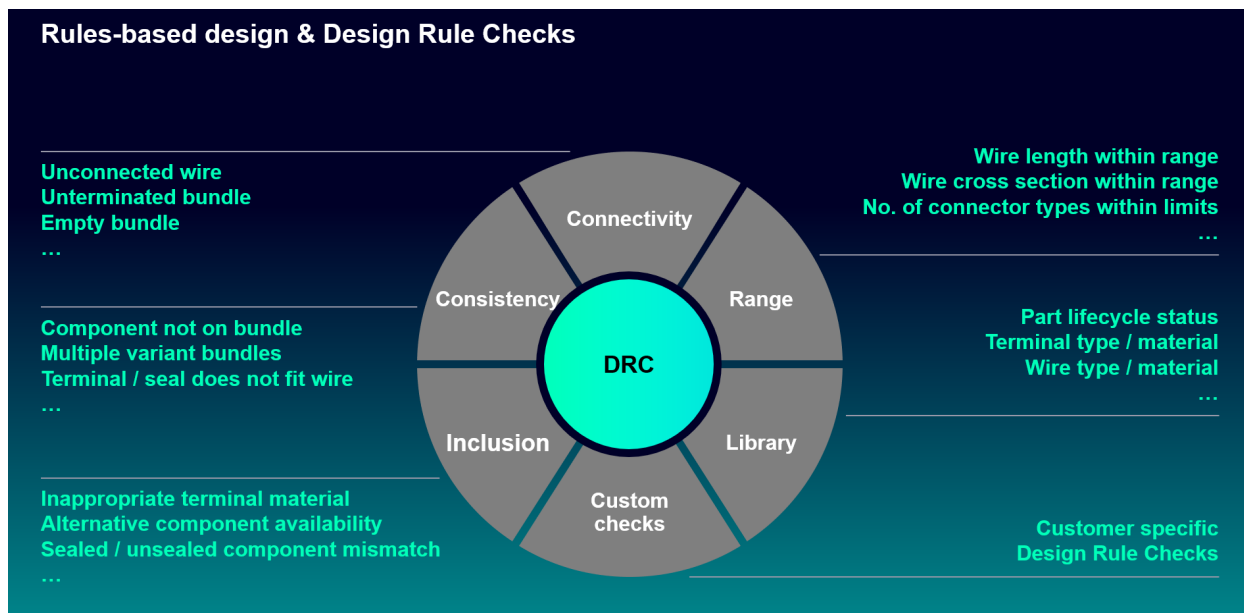 Rules-based design & Design Rule Checks
Unconnected wire
Unterminated bundle
Empty bundle
...
Component not on bundle
Multiple variant bundles
Terminal / seal does not fit wire
...
Inappropriate terminal material
Alternative component availability
Sealed / unsealed component mismatch
...
Connectivity
Consistency
Range
DRC
Inclusion
Library
Custom
checks
Wire length within range
Wire cross section within range
No. of connector types within limits
...
Part lifecycle status
Terminal type / material
Wire type / material
...
Customer specific
Design Rule Checks